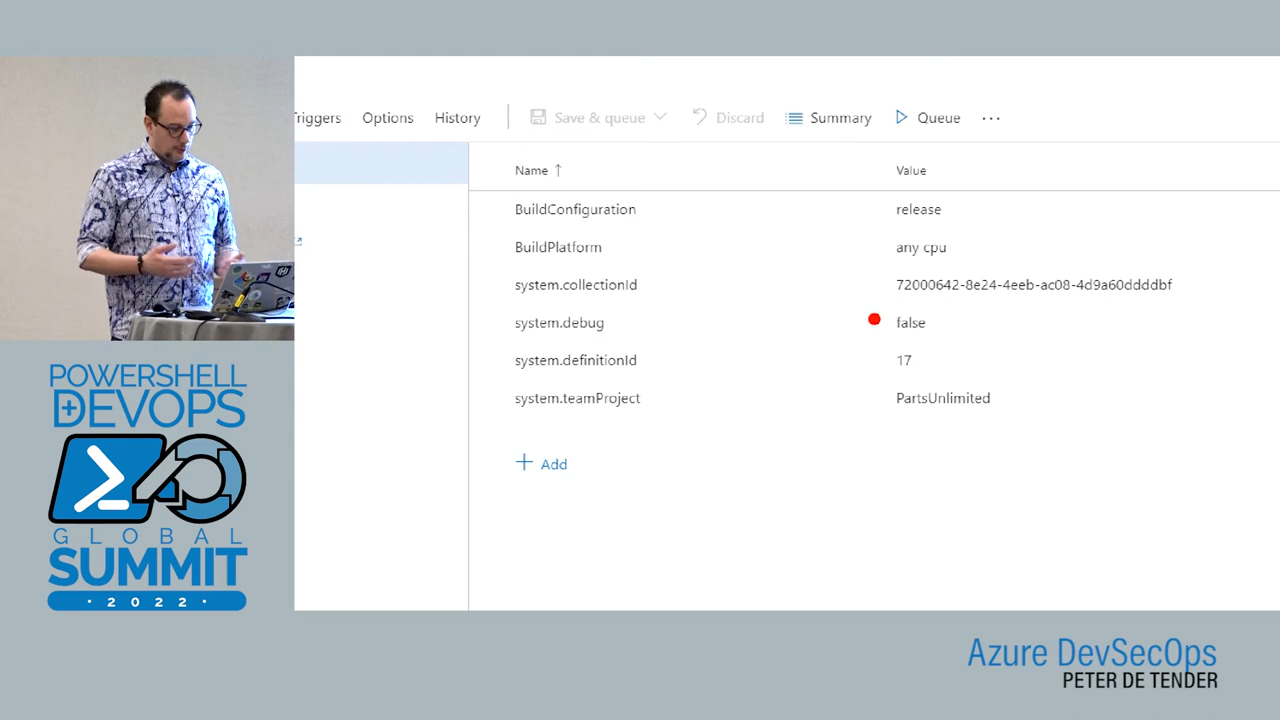 Triggers Options History Save & queue Discard Summary Queue ...
Name ↑ Value
BuildConfiguration release
BuildPlatform any cpu
system.collectionId 72000642-8e24-4eeb-ac08-4d9a60ddddbf
system.debug false
system.definitionId 17
system.teamProject PartsUnlimited
+ Add
POWERSHELL
DEVOPS
GLOBAL
SUMMIT
· 2022 ·
Azure DevSecOps
PETER DE TENDER